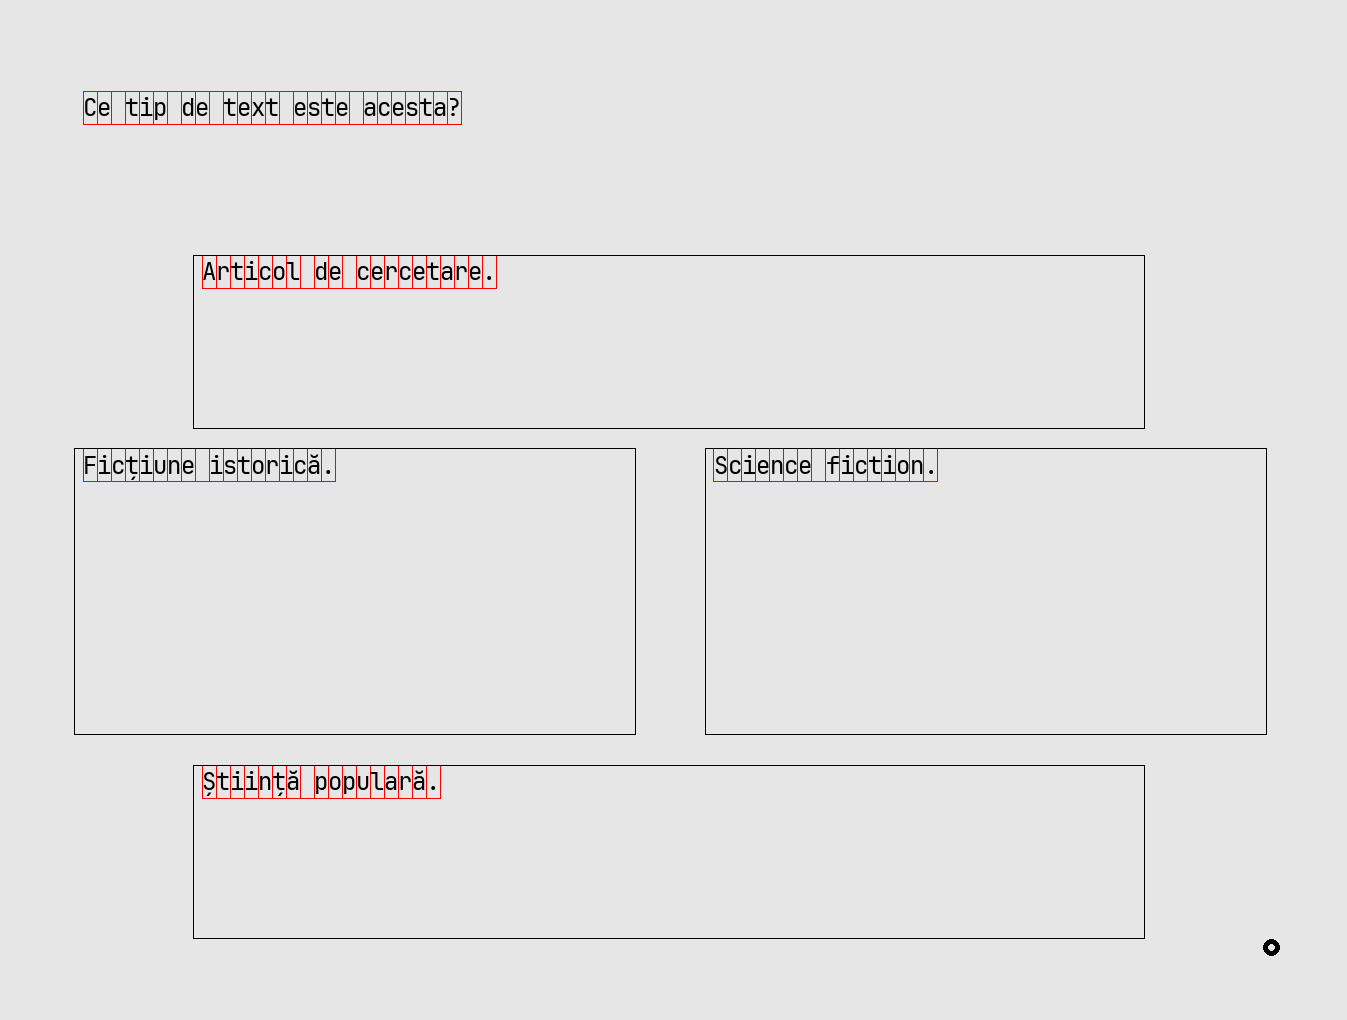 Ce tip de text este acesta?
Articol de cercetare.
Ficțiune istorică.
Science fiction.
Știință populară.